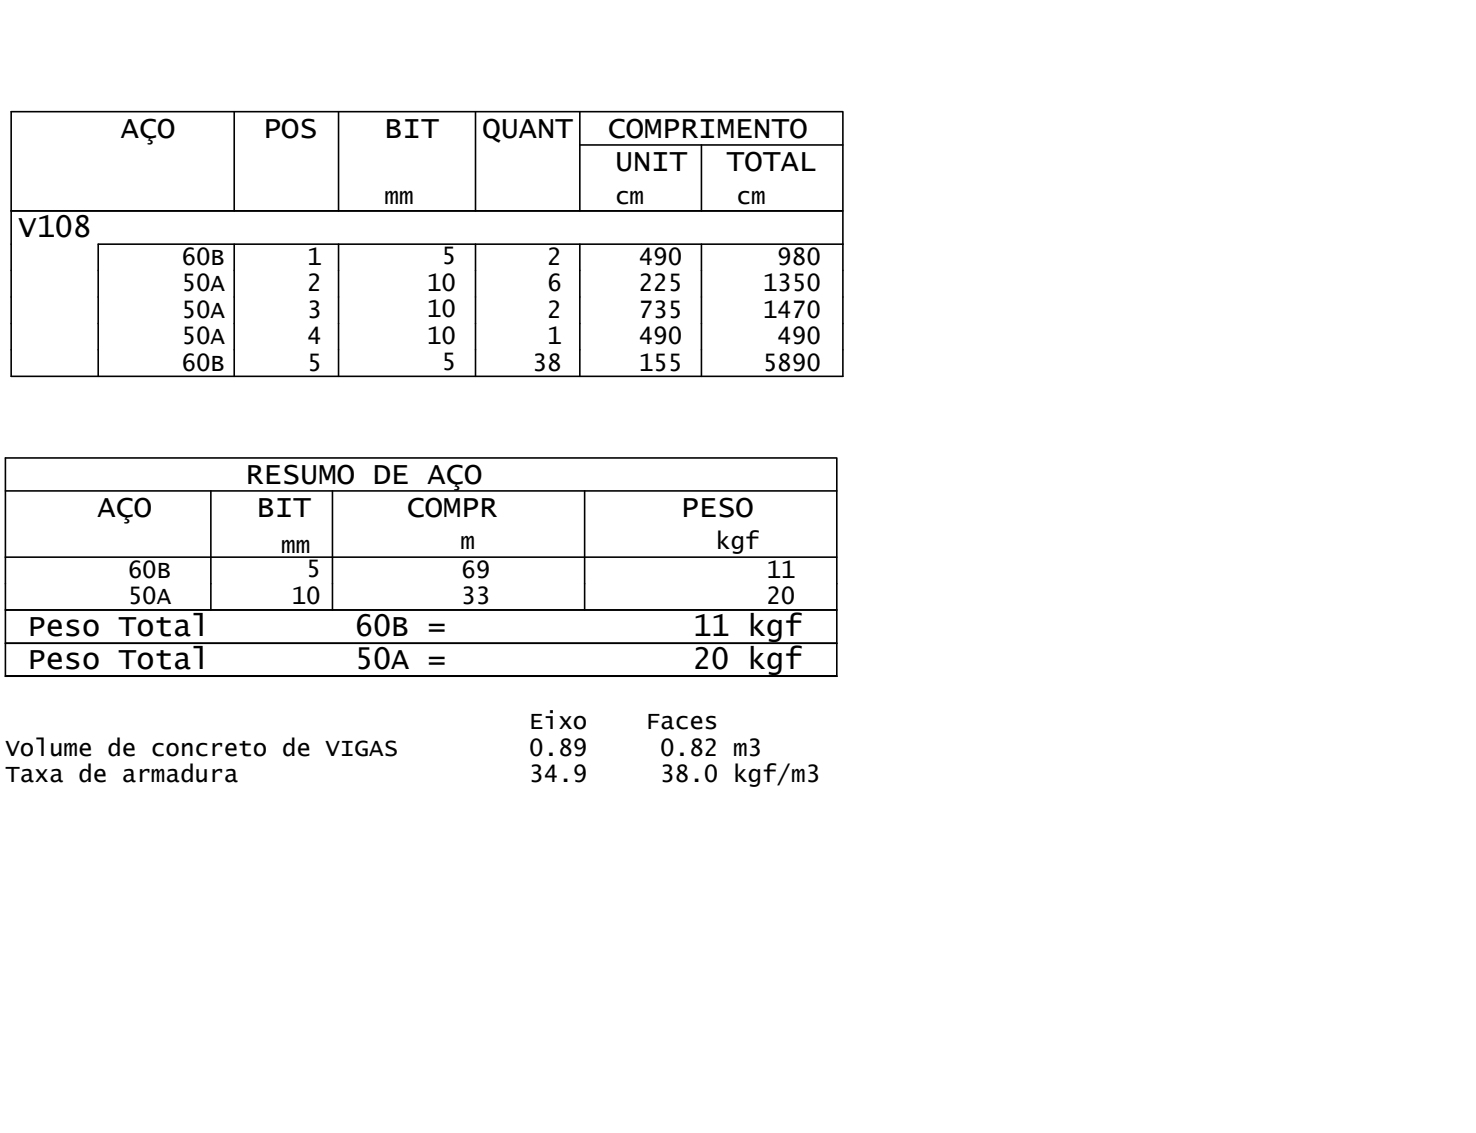 AÇO POS BIT QUANT COMPRIMENTO
UNIT TOTAL
mm cm cm
V108
60B 1 5 2 490 980
50A 2 10 6 225 1350
50A 3 10 2 735 1470
50A 4 10 1 490 490
60B 5 5 38 155 5890
RESUMO DE AÇO
AÇO BIT COMPR PESO
mm m kgf
60B 5 69 11
50A 10 33 20
Peso Total 60B = 11 kgf
Peso Total 50A = 20 kgf
Eixo Faces
Volume de concreto de VIGAS 0.89 0.82 m3
Taxa de armadura 34.9 38.0 kgf/m3